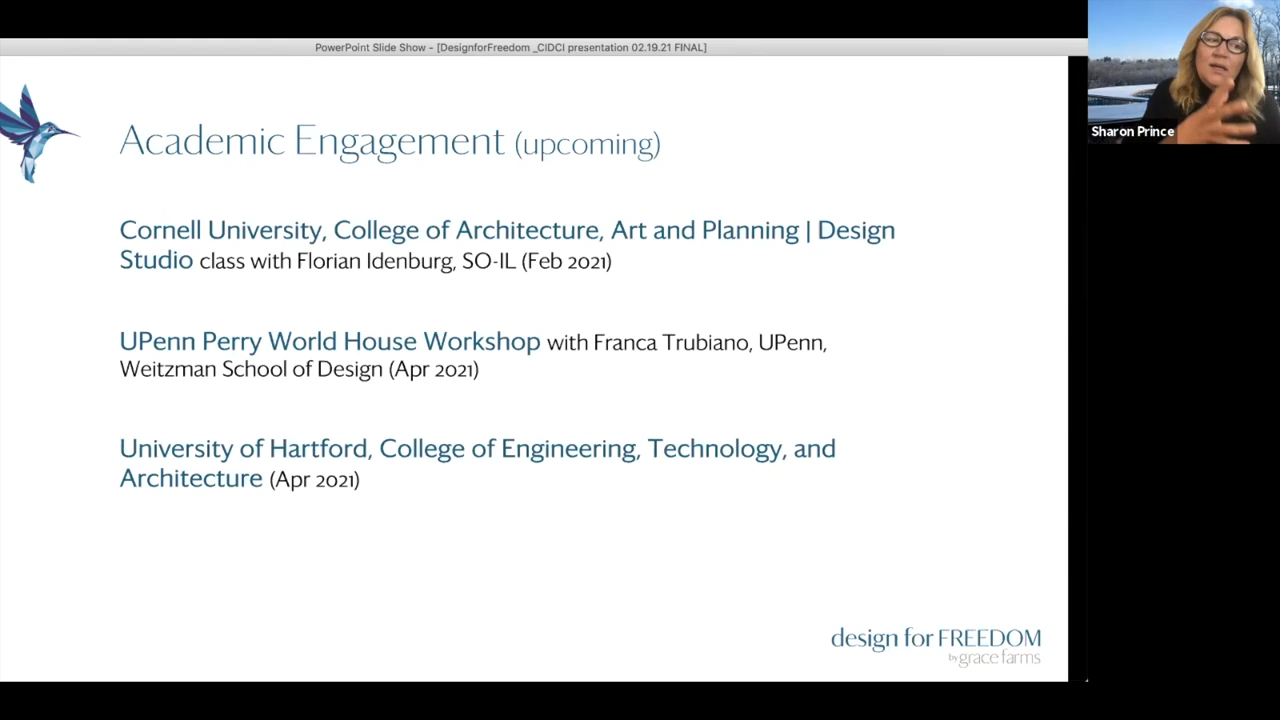 PowerPoint Slide Show - [DesignforFreedom _CIDCI presentation 02.19.21 FINAL]
Sharon Prince
Academic Engagement (upcoming)
Cornell University, College of Architecture, Art and Planning | Design
Studio class with Florian Idenburg, SO-IL (Feb 2021)
UPenn Perry World House Workshop with Franca Trubiano, UPenn,
Weitzman School of Design (Apr 2021)
University of Hartford, College of Engineering, Technology, and
Architecture (Apr 2021)
design for FREEDOM
by grace farms